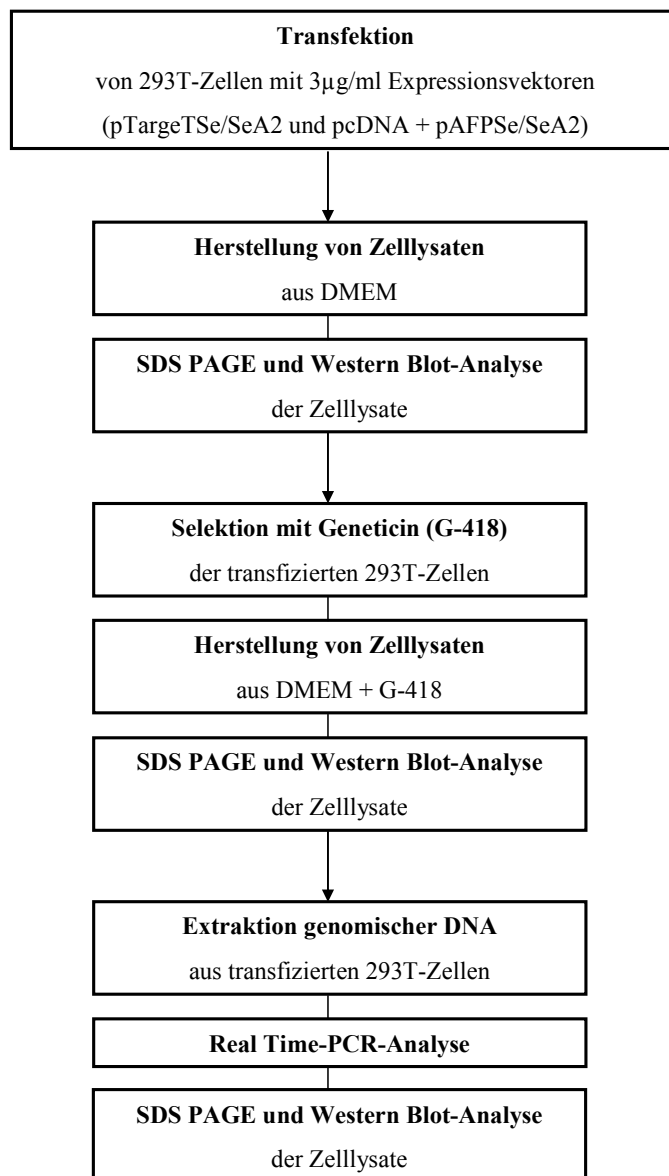 Transfektion
von 293T-Zellen mit 3µg/ml Expressionsvektoren
(pTargeTSe/SeA2 und pcDNA + pAFPSe/SeA2)
Herstellung von Zelllysaten
aus DMEM
SDS PAGE und Western Blot-Analyse
der Zelllysate
Selektion mit Geneticin (G-418)
der transfizierten 293T-Zellen
Herstellung von Zelllysaten
aus DMEM + G-418
SDS PAGE und Western Blot-Analyse
der Zelllysate
Extraktion genomischer DNA
aus transfizierten 293T-Zellen
Real Time-PCR-Analyse
SDS PAGE und Western Blot-Analyse
der Zelllysate